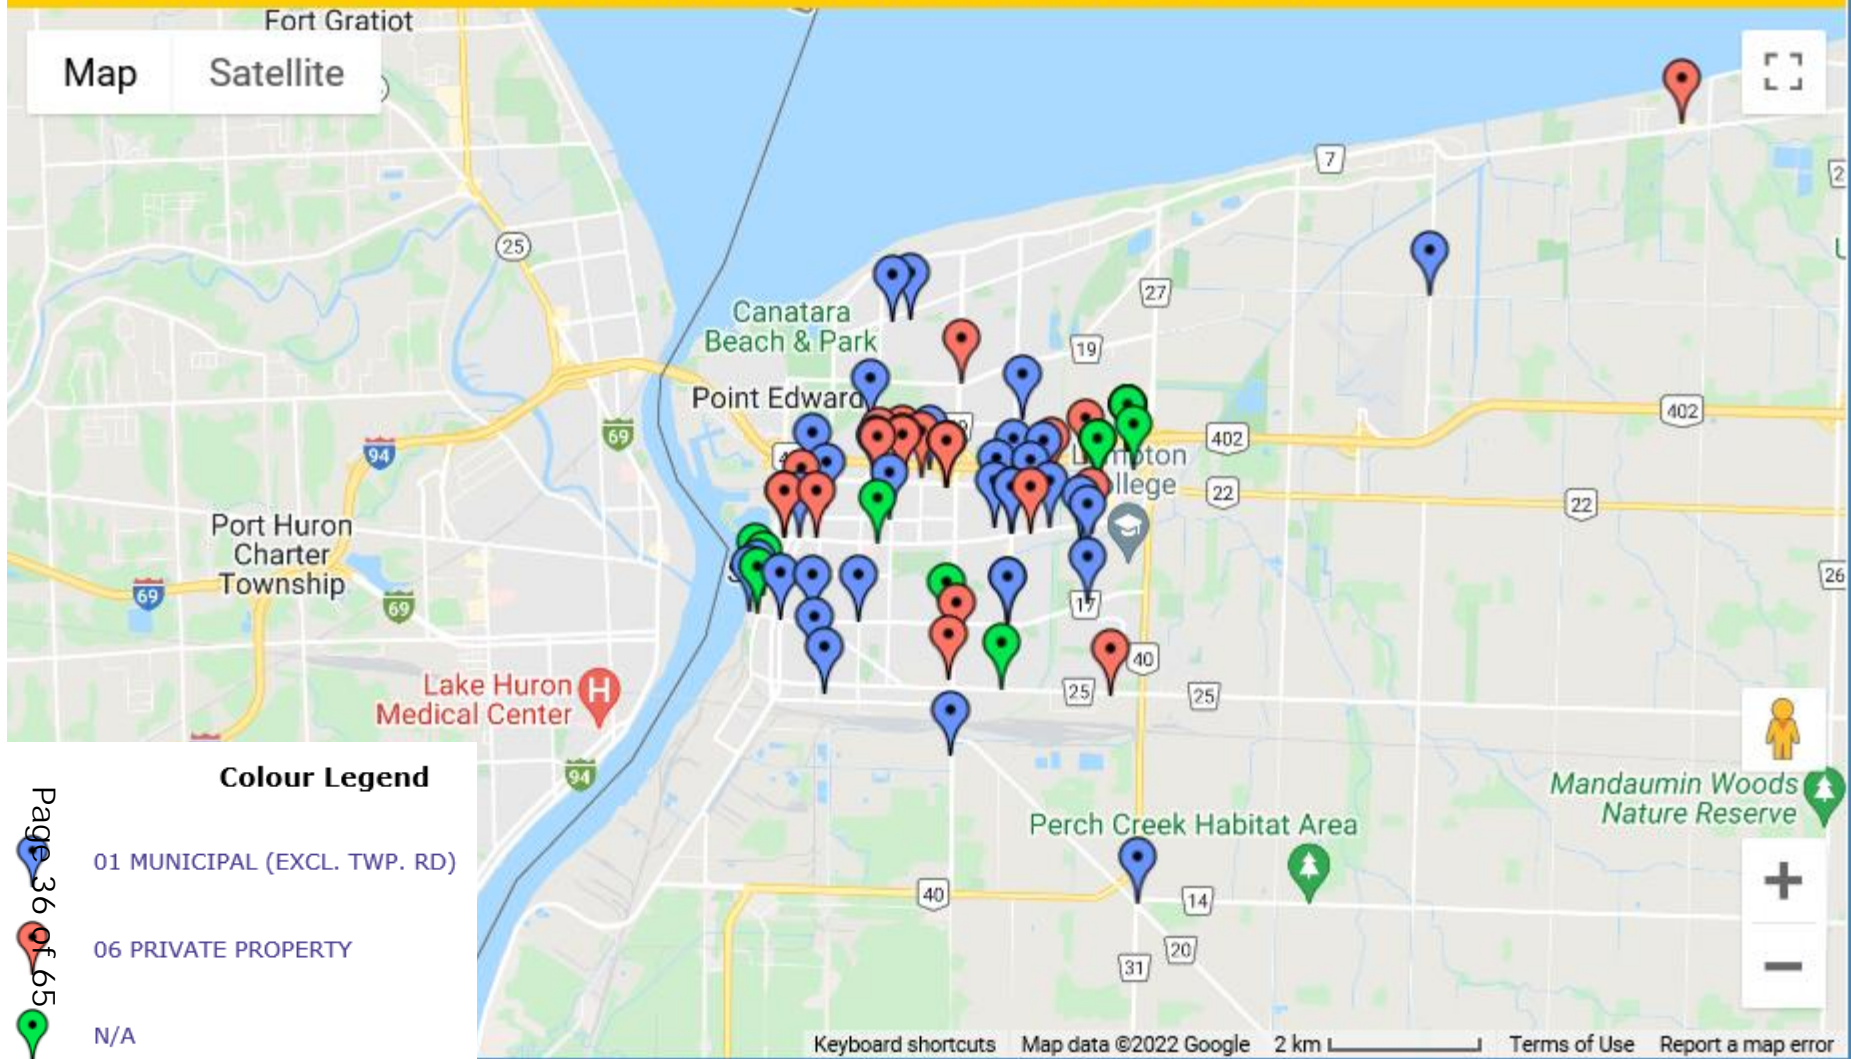 Fort Gratiot
Map
Satellite
7
2
25
27
Canatara
Beach & Park
19
Point Edward
402
402
69
94
22
22
Port Huron
Charter
Township
69
69
26
17
40
Lake Huron
Medical Center
H
25
25
94
Mandaumin Woods
Nature Reserve
Perch Creek Habitat Area
40
14
20
31
Colour Legend
01 MUNICIPAL (EXCL. TWP. RD)
06 PRIVATE PROPERTY
N/A
Page 36 of 65
Keyboard shortcuts
Map data ©2022 Google
2 km
Terms of Use
Report a map error